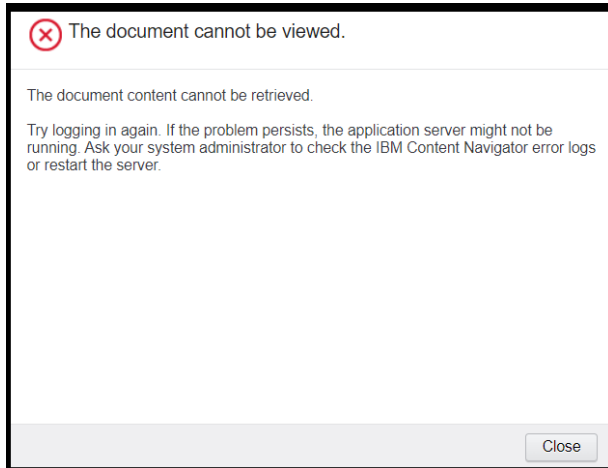 The document cannot be viewed.
The document content cannot be retrieved.
Try logging in again. If the problem persists, the application server might not be
running. Ask your system administrator to check the IBM Content Navigator error logs
or restart the server.
Close